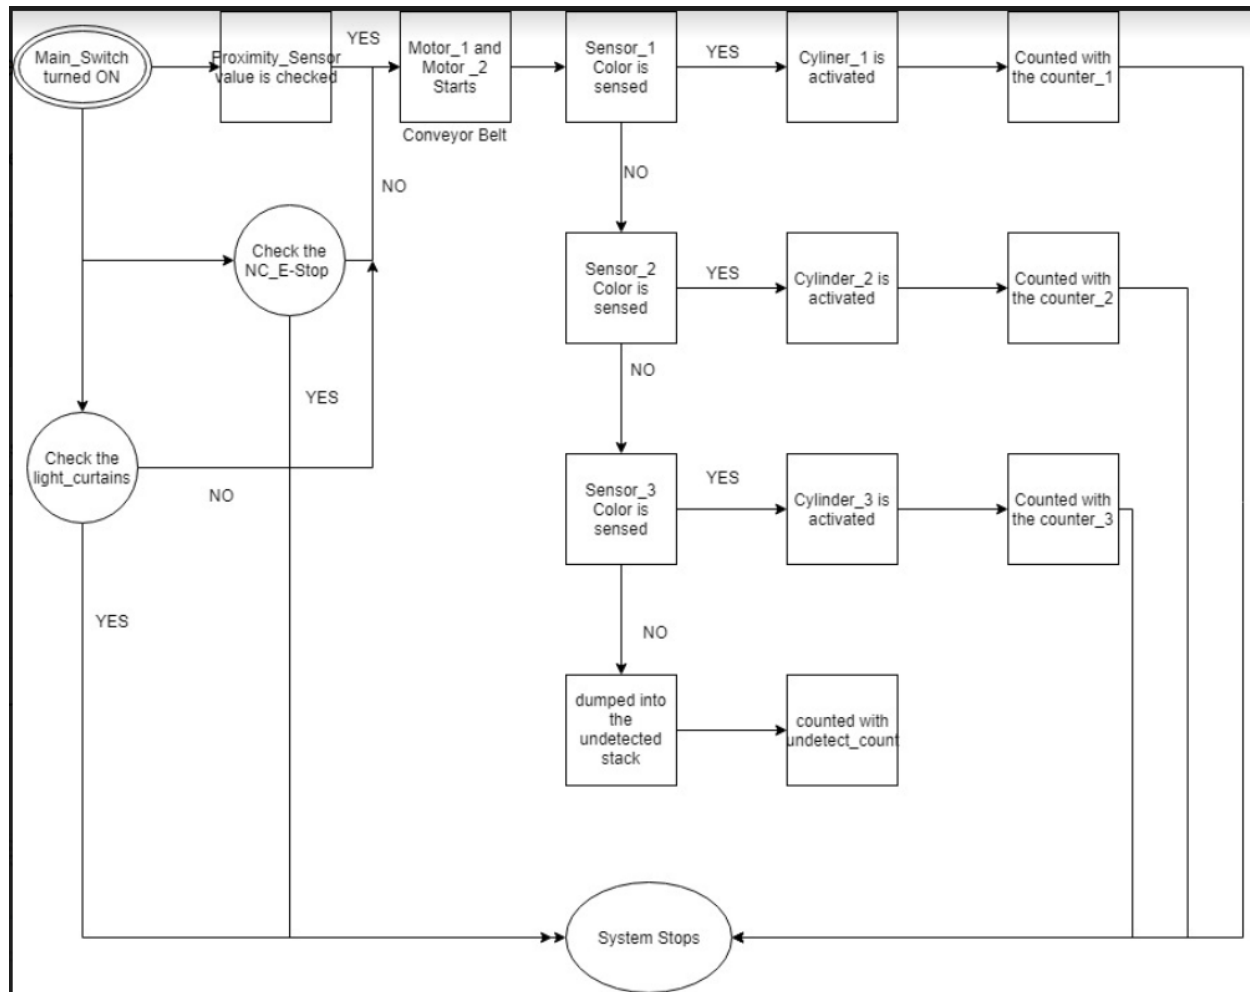 Main_Switch
turned ON
Proximity_Sensor
value is checked
YES
Motor_1 and
Motor _2
Starts
Conveyor Belt
Sensor_1
Color is
sensed
YES
Cyliner_1 is
activated
Counted with
the counter_1
NO
NO
Check the
NC_E-Stop
Sensor_2
Color is
sensed
YES
Cylinder_2 is
activated
Counted with
the counter_2
NO
YES
Check the
light_curtains
NO
Sensor_3
Color is
sensed
YES
Cylinder_3 is
activated
Counted with
the counter_3
YES
NO
dumped into
the
undetected
stack
counted with
undetect_count
System Stops